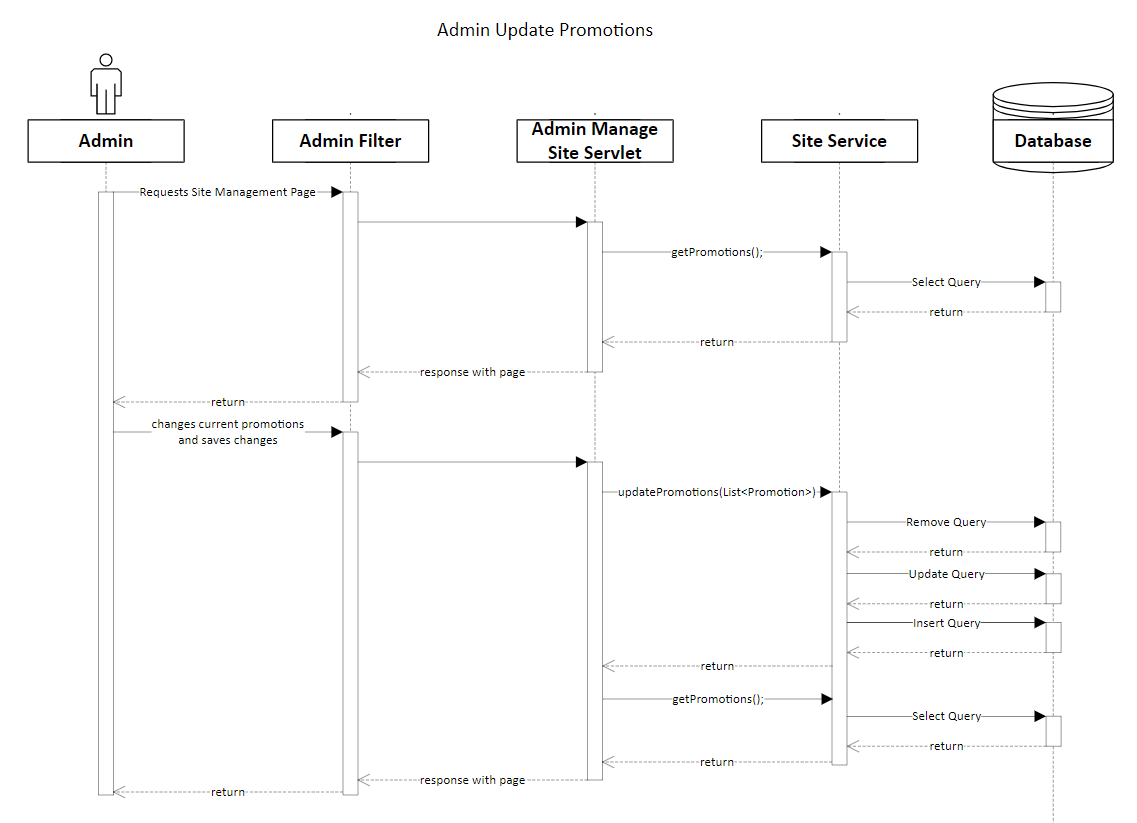 Admin Update Promotions
Admin
Admin Filter
Admin Manage
Site Servlet
Site Service
Database
Requests Site Management Page
getPromotions();
Select Query
return
return
response with page
return
changes current promotions
and saves changes
updatePromotions(List<Promotion>)
Remove Query
return
Update Query
return
Insert Query
return
return
getPromotions();
Select Query
return
return
response with page
return